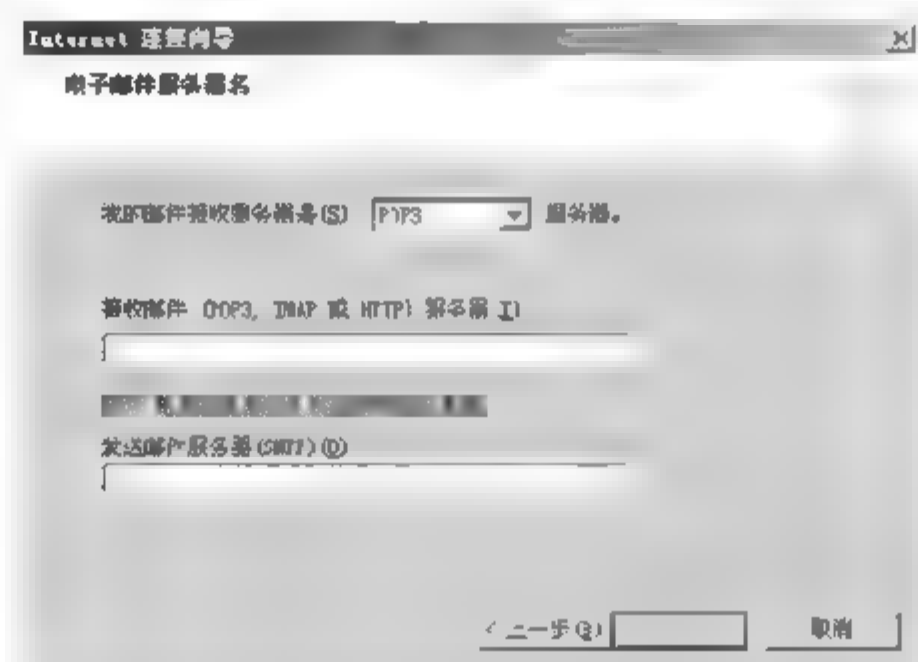 Internet 连接向导
电子邮件服务器名
我的邮件接收服务器是(S) POP3 服务器。
接收邮件 (POP3, IMAP 或 HTTP) 服务器 I)
发送邮件服务器(SMTP)(O)
< 上一步(B) 取消